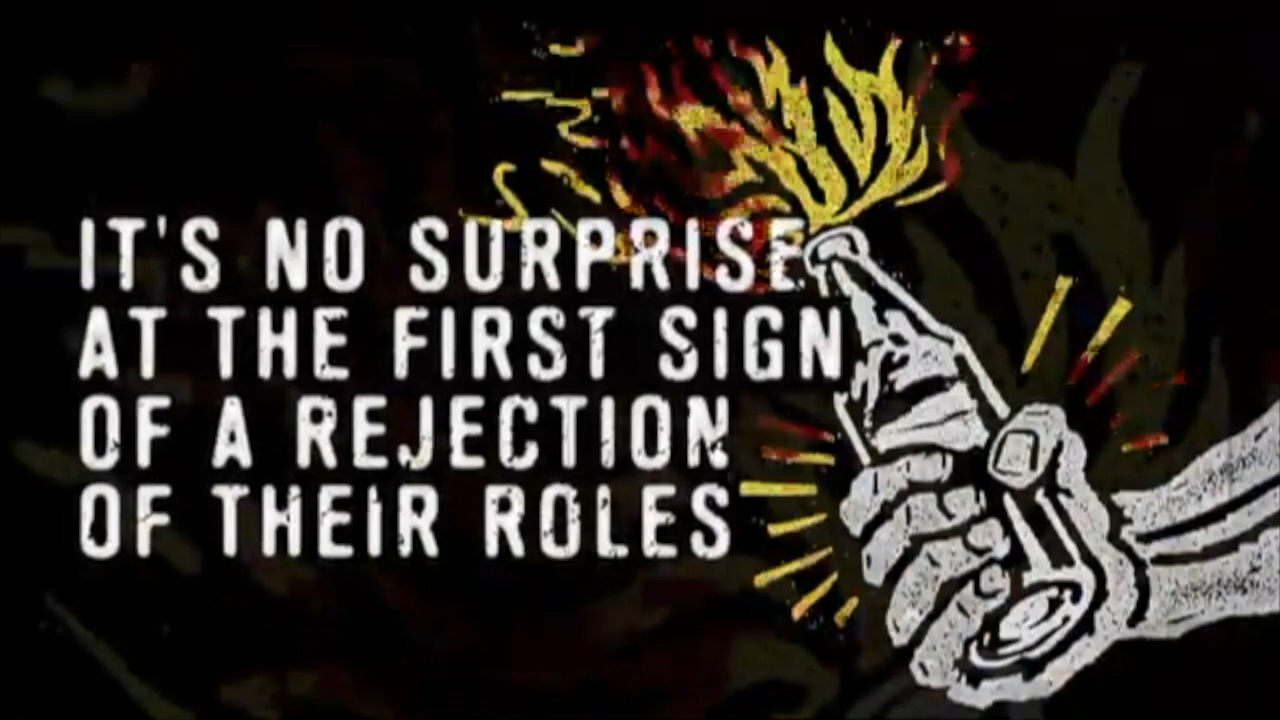 IT'S NO SURPRISE
AT THE FIRST SIGN
OF A REJECTION
OF THEIR ROLES